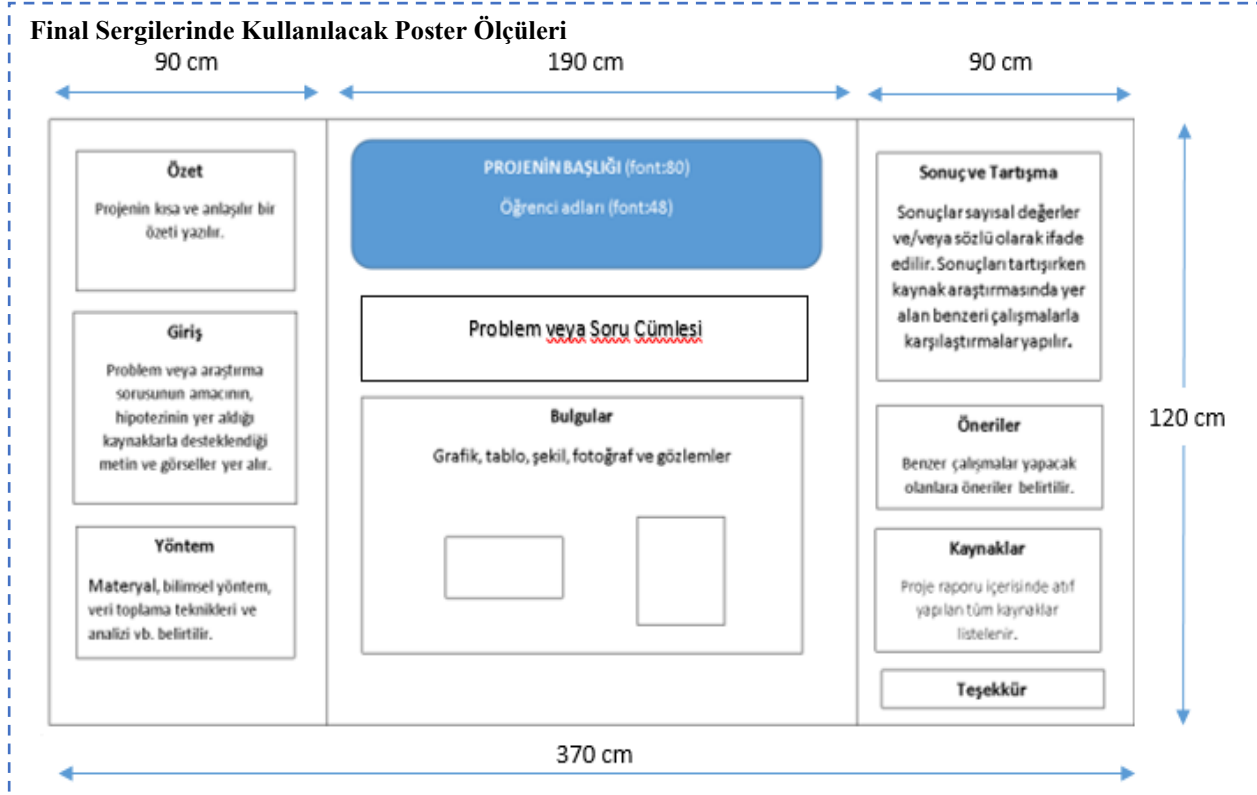 Final Sergilerinde Kullanılacak Poster Ölçüleri
90 cm
190 cm
90 cm
Özet
Projenin kısa ve anlaşılır bir
özeti yazılır.
Giriş
Problem veya araştırma
sorusunun amacının,
hipotezinin yer aldığı
kaynaklarla desteklendiği
metin ve görseller yer alır.
Yöntem
Materyal, bilimsel yöntem,
veri toplama teknikleri ve
analizi vb. belirtilir.
PROJENİN BAŞLIĞI (font:80)
Öğrenci adları (font:48)
Problem veya Soru Cümlesi
Bulgular
Grafik, tablo, şekil, fotoğraf ve gözlemler
Sonuç ve Tartışma
Sonuçlar sayısal değerler
ve/veya sözlü olarak ifade
edilir. Sonuçları tartışırken
kaynak araştırmasında yer
alan benzeri çalışmalarla
karşılaştırmalar yapılır.
Öneriler
Benzer çalışmalar yapacak
olanlara öneriler belirtilir.
Kaynaklar
Proje raporu içerisinde atıf
yapılan tüm kaynaklar
listelenir.
Teşekkür
120 cm
370 cm